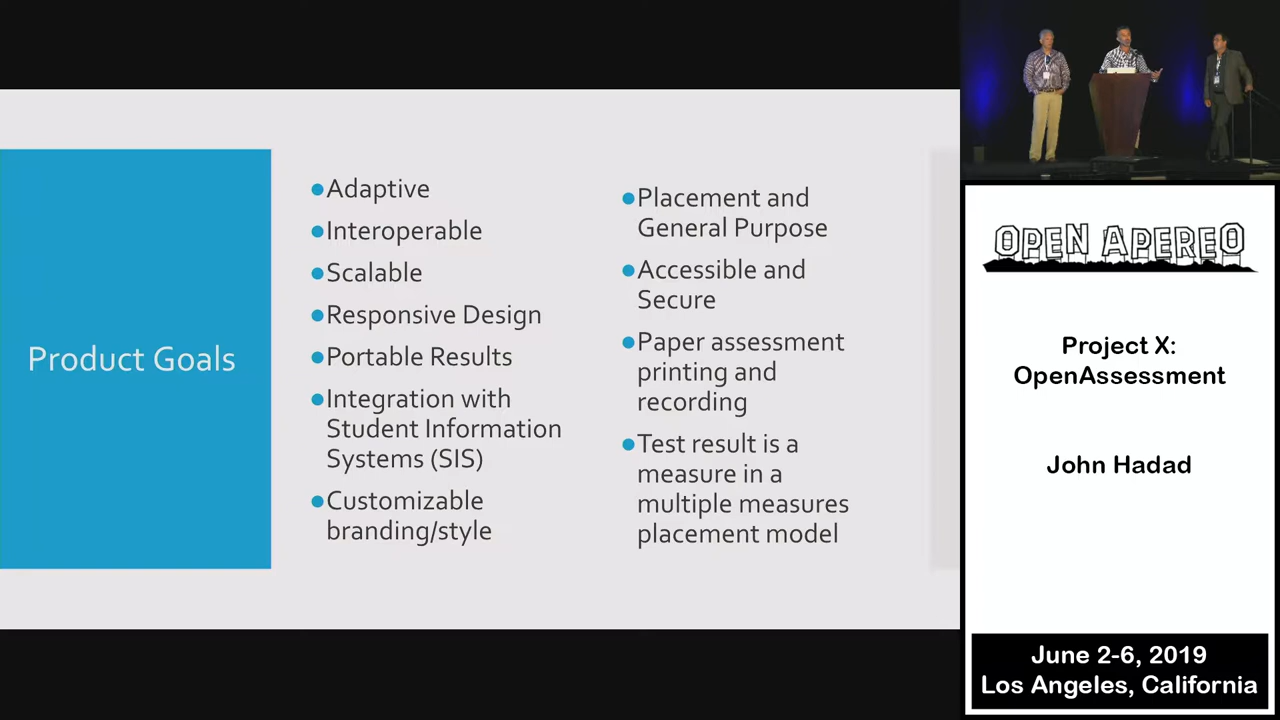 Product Goals
●Adaptive
●Interoperable
●Scalable
●Responsive Design
●Portable Results
●Integration with
Student Information
Systems (SIS)
●Customizable
branding/style
●Placement and
General Purpose
●Accessible and
Secure
●Paper assessment
printing and
recording
●Test result is a
measure in a
multiple measures
placement model
OPEN APEREO
Project X:
OpenAssessment
John Hadad
June 2-6, 2019
Los Angeles, California